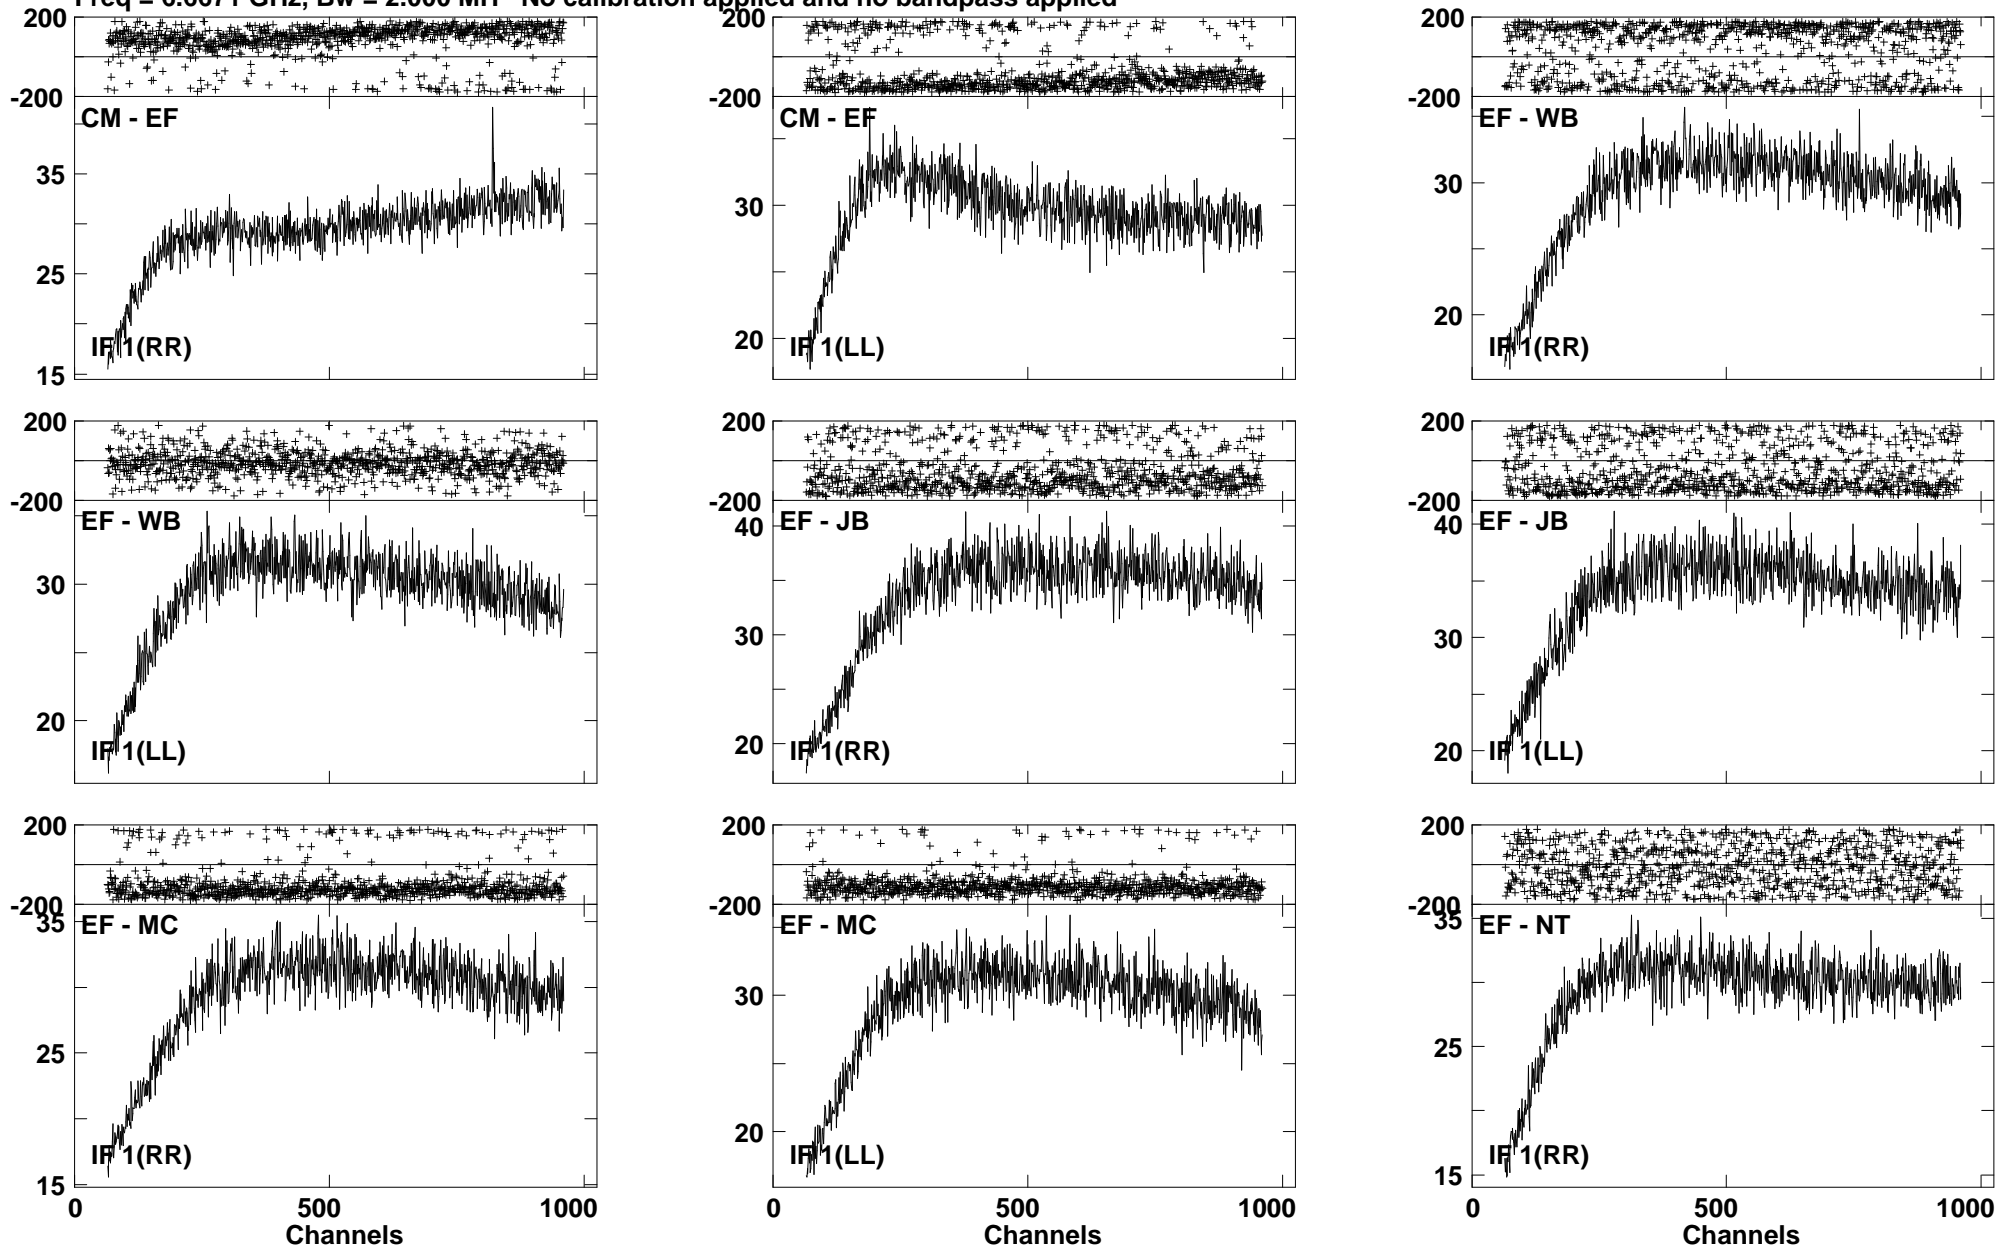 Freq = 6.6671 GHz, Bw = 2.000 MH No calibration applied and no bandpass applied
200
-200
CM - EF
35
25
15
IF 1(RR)
CM - EF
30
20
IF 1(LL)
200
-200
EF - WB
30
20
IF 1(RR)
200
-200
EF - WB
30
20
IF 1(LL)
EF - JB
40
30
20
IF 1(RR)
200
-200
EF - JB
40
30
20
IF 1(LL)
200
-200
EF - MC
35
25
15
IF 1(RR)
0 500 1000
Channels
200
-200
EF - MC
30
20
IF 1(LL)
0 500 1000
Channels
200
-200
EF - NT
35
25
15
IF 1(RR)
0 500 1000
Channels